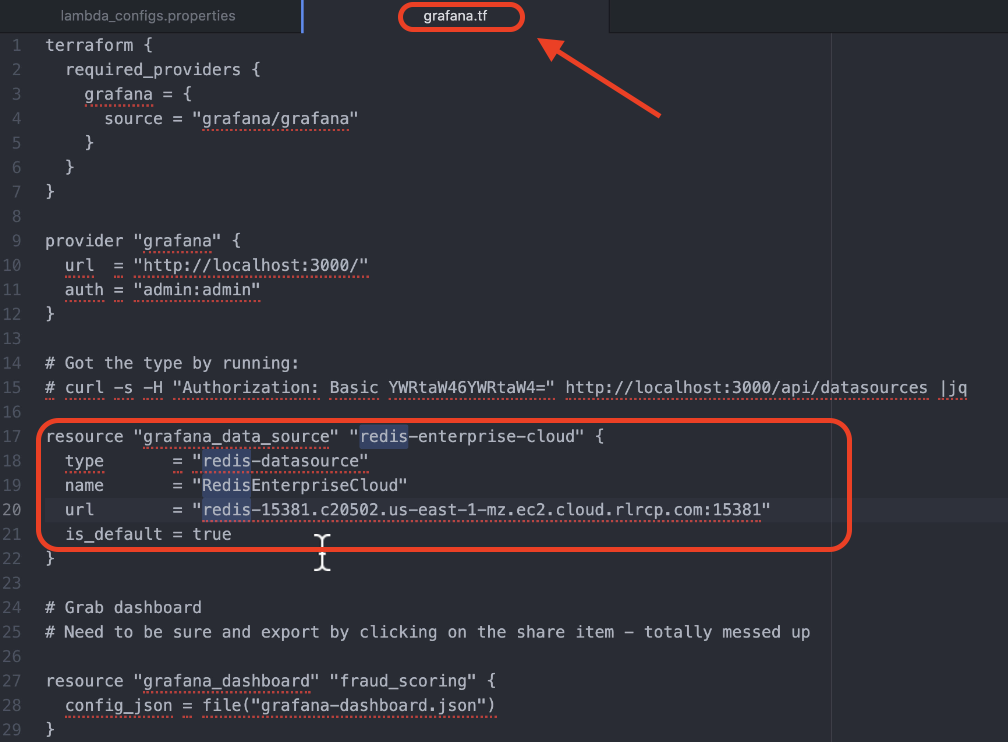 lambda_configs.properties
grafana.tf
1 terraform {
2 required_providers {
3 grafana = {
4 source = "grafana/grafana"
5 }
6 }
7 }
8
9 provider "grafana" {
10 url = "http://localhost:3000/"
11 auth = "admin:admin"
12 }
13
14 # Got the type by running:
15 # curl -s -H "Authorization: Basic YWRtaW46YWRtaW4=" http://localhost:3000/api/datasources |jq
16
17 resource "grafana_data_source" "redis-enterprise-cloud" {
18 type = "redis-datasource"
19 name = "RedisEnterpriseCloud"
20 url = "redis-15381.c20502.us-east-1-mz.ec2.cloud.rlrcp.com:15381"
21 is_default = true
22 }
23
24 # Grab dashboard
25 # Need to be sure and export by clicking on the share item - totally messed up
26
27 resource "grafana_dashboard" "fraud_scoring" {
28 config_json = file("grafana-dashboard.json")
29 }